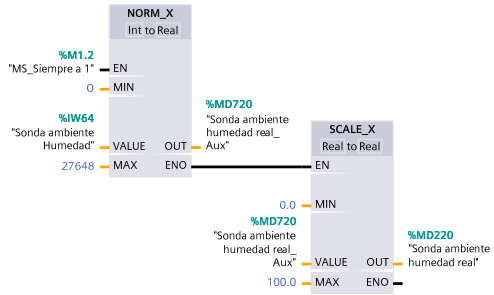 NORM_X
Int to Real
%M1.2
"MS_Siempre a 1"
EN
0
MIN
%IW64
"Sonda ambiente
Humedad"
VALUE
OUT
%MD720
"Sonda ambiente
humedad real_
Aux"
27648
MAX
ENO
SCALE_X
Real to Real
EN
0.0
MIN
%MD720
"Sonda ambiente
humedad real_
Aux"
VALUE
OUT
%MD220
"Sonda ambiente
humedad real"
100.0
MAX
ENO